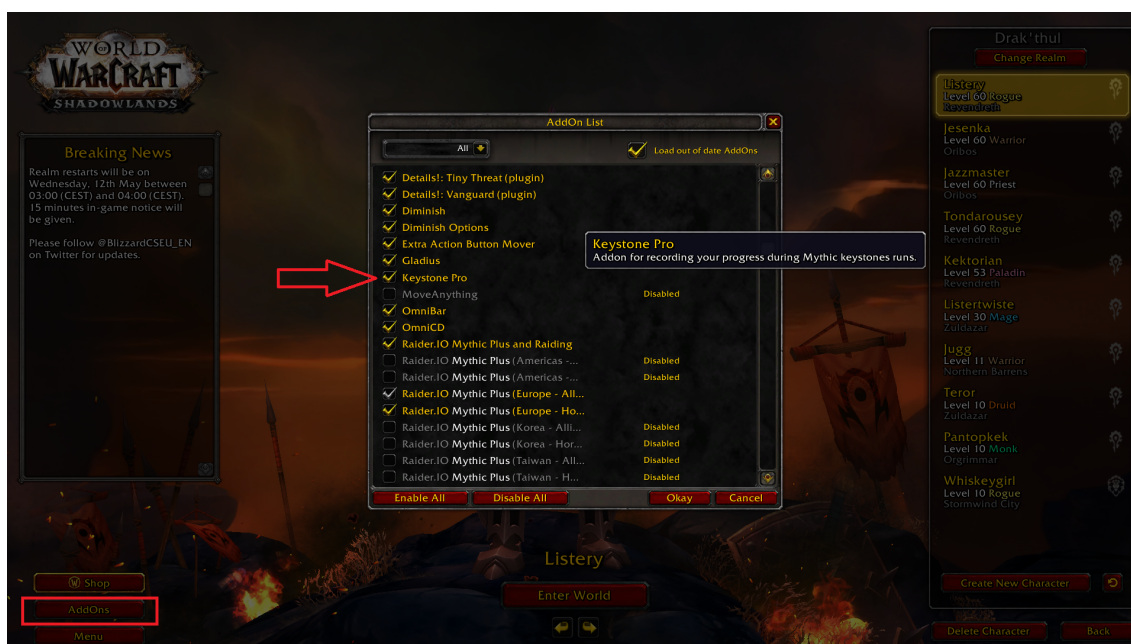 WORLD
OF
WARCRAFT
SHADOWLANDS
Breaking News
Realm restarts will be on
Wednesday, 12th May between
03:00 (CEST) and 04:00 (CEST).
15 minutes in-game notice will
be given.
Please follow @BlizzardCSEU_EN
on Twitter for updates.
Shop
AddOns
Menu
AddOn List
All
Load out of date AddOns
Details!: Tiny Threat (plugin)
Details!: Vanguard (plugin)
Diminish
Diminish Options
Extra Action Button Mover
Gladius
Keystone Pro
MoveAnything Disabled
OmniBar
OmniCD
Raider.IO Mythic Plus and Raiding
Raider.IO Mythic Plus (Americas -... Disabled
Raider.IO Mythic Plus (Americas -... Disabled
Raider.IO Mythic Plus (Europe - All...
Raider.IO Mythic Plus (Europe - Ho...
Raider.IO Mythic Plus (Korea - Alli... Disabled
Raider.IO Mythic Plus (Korea - Hor... Disabled
Raider.IO Mythic Plus (Taiwan - All... Disabled
Raider.IO Mythic Plus (Taiwan - H... Disabled
Enable All Disable All Okay Cancel
Keystone Pro
Addon for recording your progress during Mythic keystones runs.
Listery
Enter World
Drak'thul
Change Realm
Listery
Level 60 Rogue
Revendreth
Jesenka
Level 60 Warrior
Oribos
Jazzmaster
Level 60 Priest
Oribos
Tondarousey
Level 60 Rogue
Revendreth
Kektorian
Level 53 Paladin
Revendreth
Listertwiste
Level 30 Mage
Zuldazar
Jugg
Level 11 Warrior
Northern Barrens
Teror
Level 10 Druid
Zuldazar
Pantopkek
Level 10 Monk
Orgrimmar
Whiskeygirl
Level 10 Rogue
Stormwind City
Create New Character
Delete Character Back